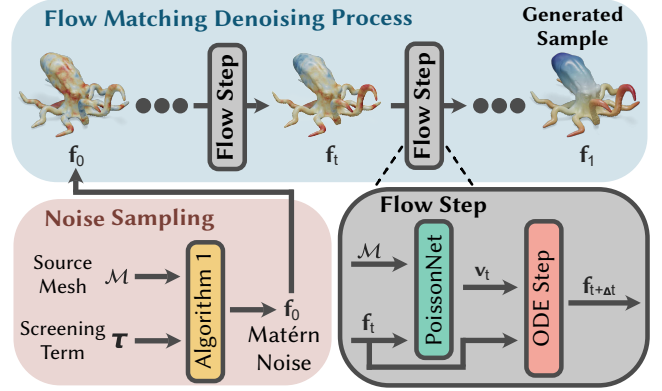 Flow Matching Denoising Process
Generated
Sample
Flow Step
Flow Step
f₀
fₜ
f₁
Noise Sampling
Source
Mesh
ℳ
Screening
Term
τ
Algorithm 1
f₀
Matérn
Noise
Flow Step
ℳ
fₜ
PoissonNet
vₜ
ODE Step
f_{t+Δt}